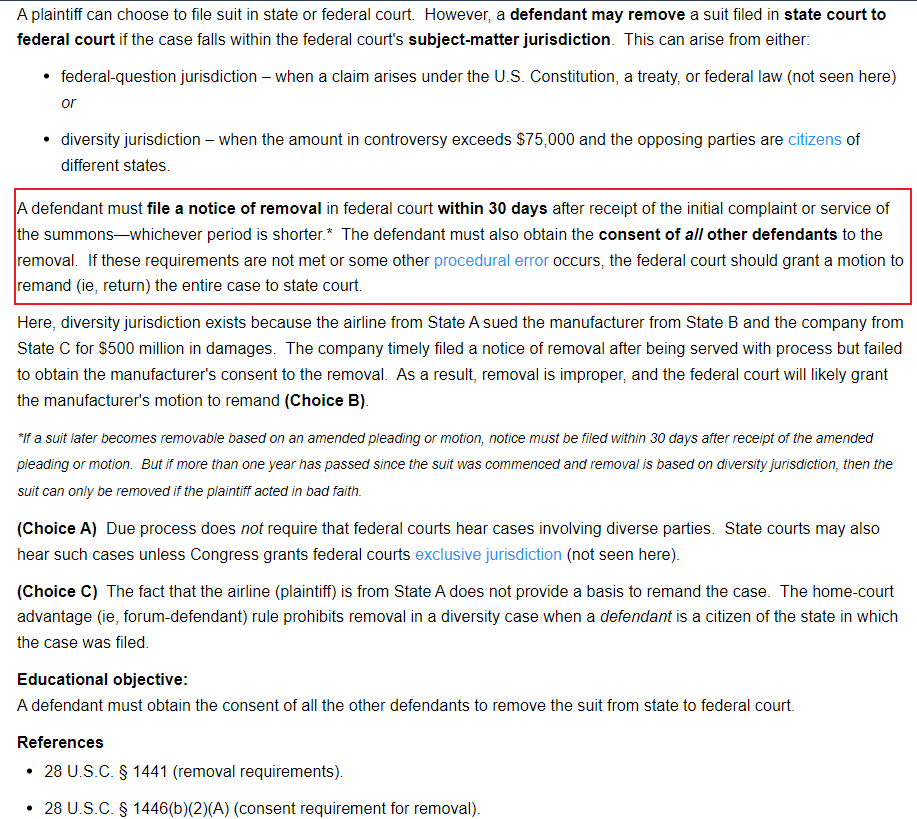 A plaintiff can choose to file suit in state or federal court.  However, a defendant may remove a suit filed in state court to
federal court if the case falls within the federal court's subject-matter jurisdiction.  This can arise from either:
• federal-question jurisdiction – when a claim arises under the U.S. Constitution, a treaty, or federal law (not seen here)
or
• diversity jurisdiction – when the amount in controversy exceeds $75,000 and the opposing parties are citizens of
different states.
A defendant must file a notice of removal in federal court within 30 days after receipt of the initial complaint or service of
the summons—whichever period is shorter.*  The defendant must also obtain the consent of all other defendants to the
removal.  If these requirements are not met or some other procedural error occurs, the federal court should grant a motion to
remand (ie, return) the entire case to state court.
Here, diversity jurisdiction exists because the airline from State A sued the manufacturer from State B and the company from
State C for $500 million in damages.  The company timely filed a notice of removal after being served with process but failed
to obtain the manufacturer's consent to the removal.  As a result, removal is improper, and the federal court will likely grant
the manufacturer's motion to remand (Choice B).
*If a suit later becomes removable based on an amended pleading or motion, notice must be filed within 30 days after receipt of the amended
pleading or motion.  But if more than one year has passed since the suit was commenced and removal is based on diversity jurisdiction, then the
suit can only be removed if the plaintiff acted in bad faith.
(Choice A)  Due process does not require that federal courts hear cases involving diverse parties.  State courts may also
hear such cases unless Congress grants federal courts exclusive jurisdiction (not seen here).
(Choice C)  The fact that the airline (plaintiff) is from State A does not provide a basis to remand the case.  The home-court
advantage (ie, forum-defendant) rule prohibits removal in a diversity case when a defendant is a citizen of the state in which
the case was filed.
Educational objective:
A defendant must obtain the consent of all the other defendants to remove the suit from state to federal court.
References
• 28 U.S.C. § 1441 (removal requirements).
• 28 U.S.C. § 1446(b)(2)(A) (consent requirement for removal).